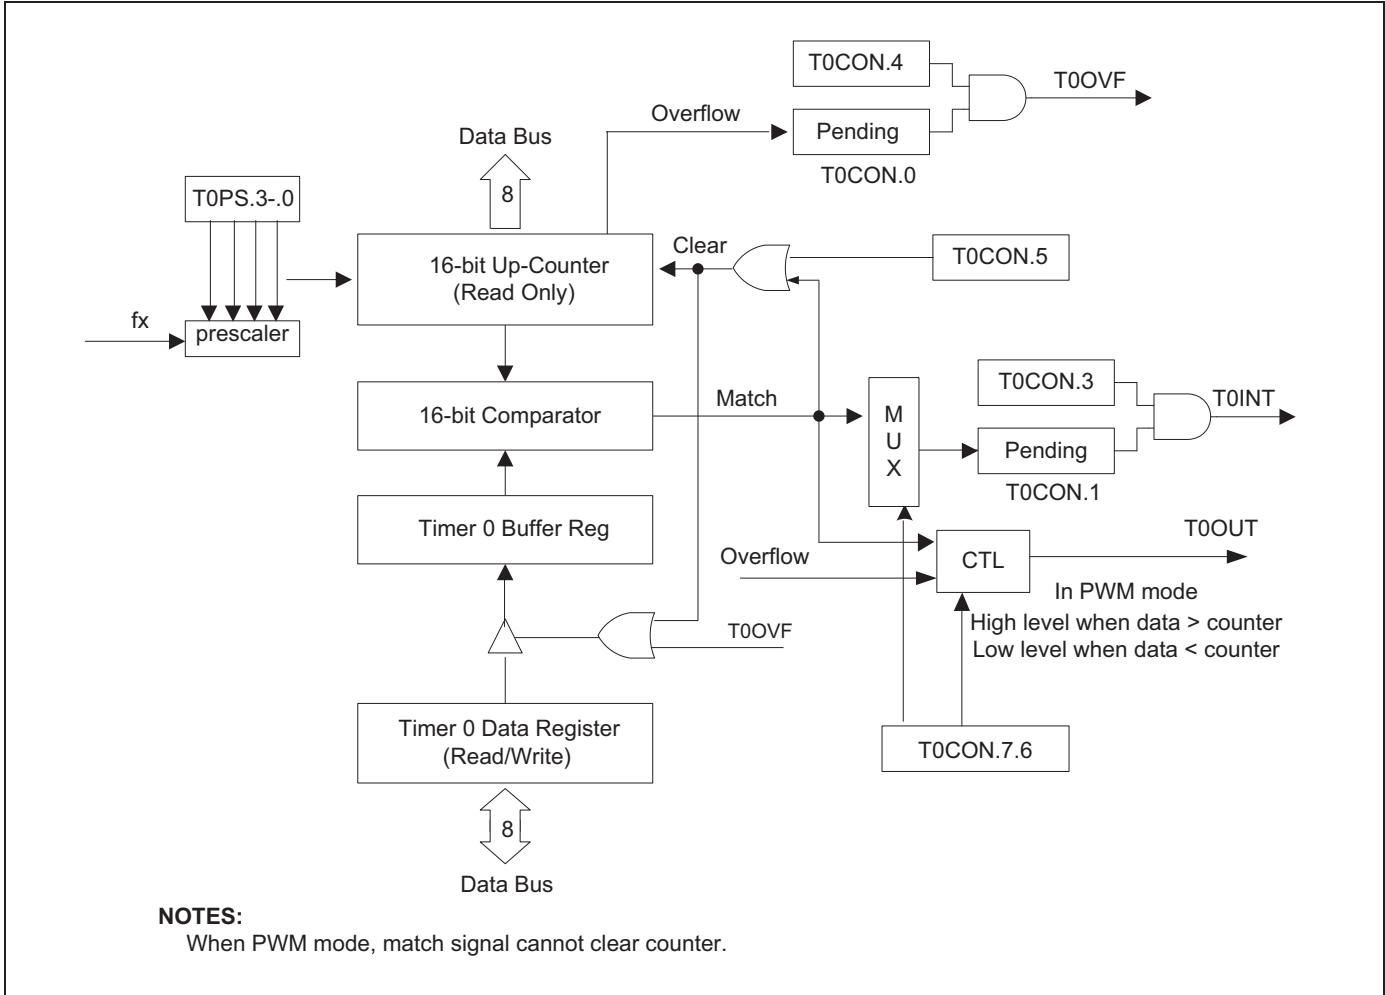 T0CON.4
T0OVF
Overflow
Pending
T0CON.0
Data Bus
8
T0PS.3-.0
16-bit Up-Counter
(Read Only)
Clear
T0CON.5
fx
prescaler
16-bit Comparator
Match
M
U
X
T0CON.3
T0INT
Pending
T0CON.1
Timer 0 Buffer Reg
Overflow
CTL
T0OUT
In PWM mode
High level when data > counter
Low level when data < counter
T0OVF
Timer 0 Data Register
(Read/Write)
T0CON.7.6
8
Data Bus
NOTES:
When PWM mode, match signal cannot clear counter.